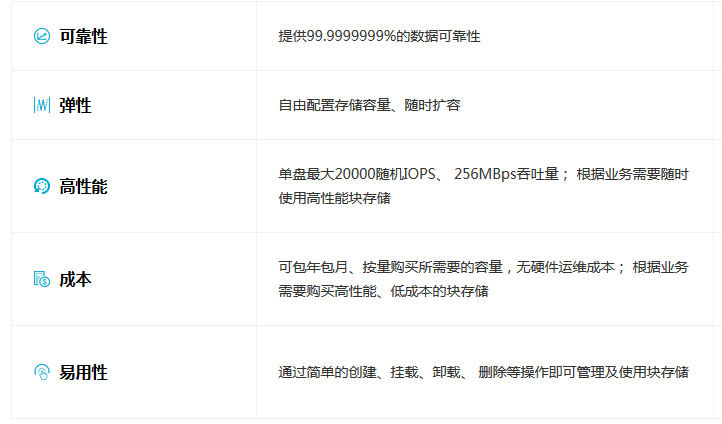 可靠性
提供99.9999999%的数据可靠性
弹性
自由配置存储容量、随时扩容
高性能
单盘最大20000随机IOPS、 256MBps吞吐量； 根据业务需要随时
使用高性能块存储
成本
可包年包月、按量购买所需要的容量，无硬件运维成本； 根据业务
需要购买高性能、低成本的块存储
易用性
通过简单的创建、挂载、卸载、 删除等操作即可管理及使用块存储